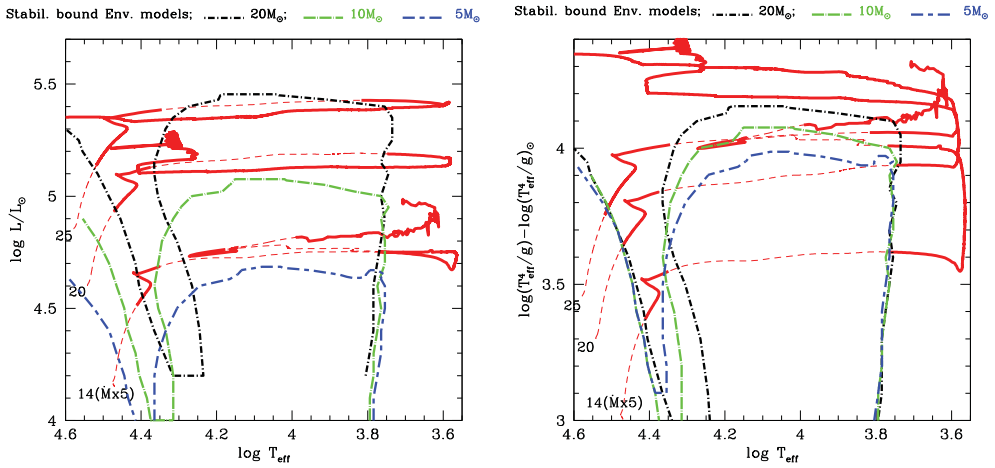 Stabil. bound Env. models; 20M⊙; 10M⊙ 5M⊙
5.5
5
4.5
4
log L/L⊙
25
20
14(Ṁx5)
4.6 4.4 4.2 4 3.8 3.6
log Teff
Stabil. bound Env. models; 20M⊙; 10M⊙ 5M⊙
4
3.5
3
log(T⁴eff/g)−log(T⁴eff/g)⊙
25
20
14(Ṁx5)
4.6 4.4 4.2 4 3.8 3.6
log Teff